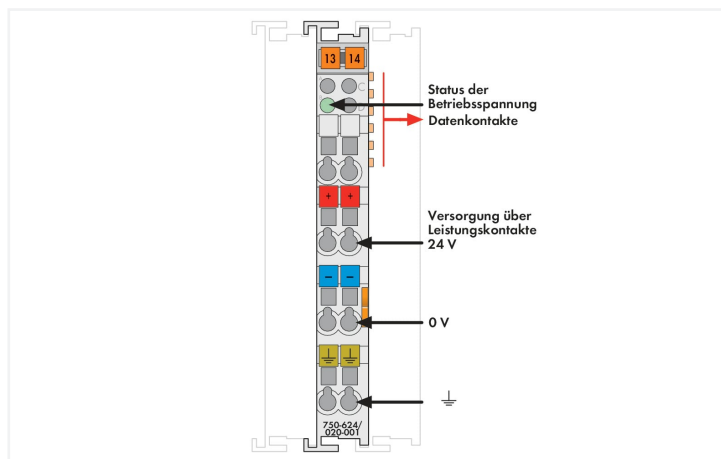 13 14
Status der
Betriebsspannung
Datenkontakte
+ +
Versorgung über
Leistungskontakte
24 V
− −
0 V
750-624/
020-001